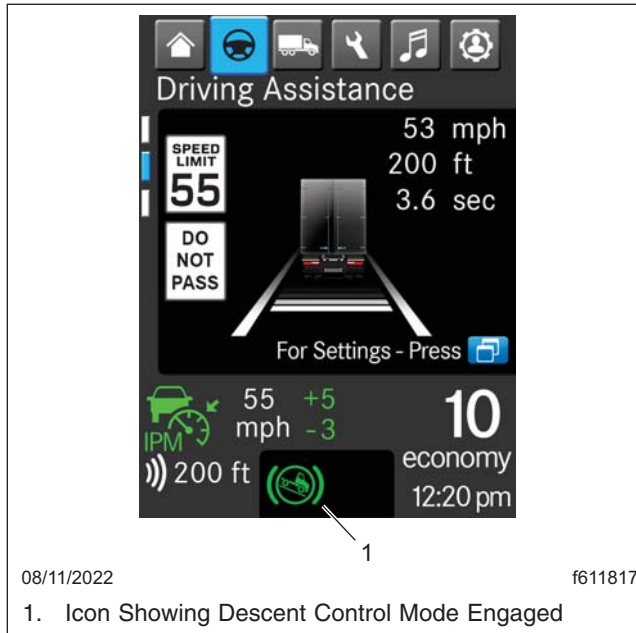 Driving Assistance
SPEED
LIMIT
55
DO
NOT
PASS
53 mph
200 ft
3.6 sec
For Settings - Press
IPM
55 +5
mph -3
200 ft
10
economy
12:20 pm
1
08/11/2022 f611817
1. Icon Showing Descent Control Mode Engaged